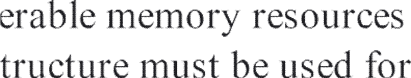 erable memory resources
tructure must be used for